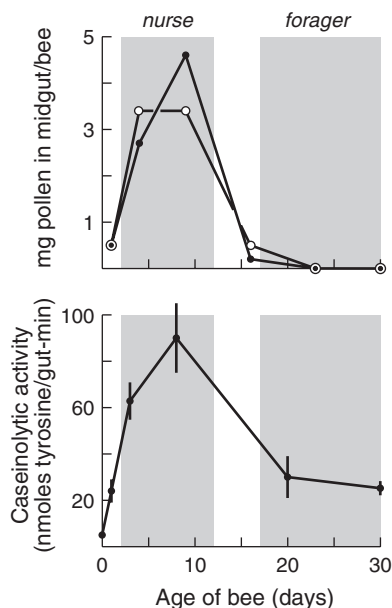 nurse forager
5
3
1
mg pollen in midgut/bee
100
60
20
Caseinolytic activity
(nmoles tyrosine/gut-min)
0 10 20 30
Age of bee (days)